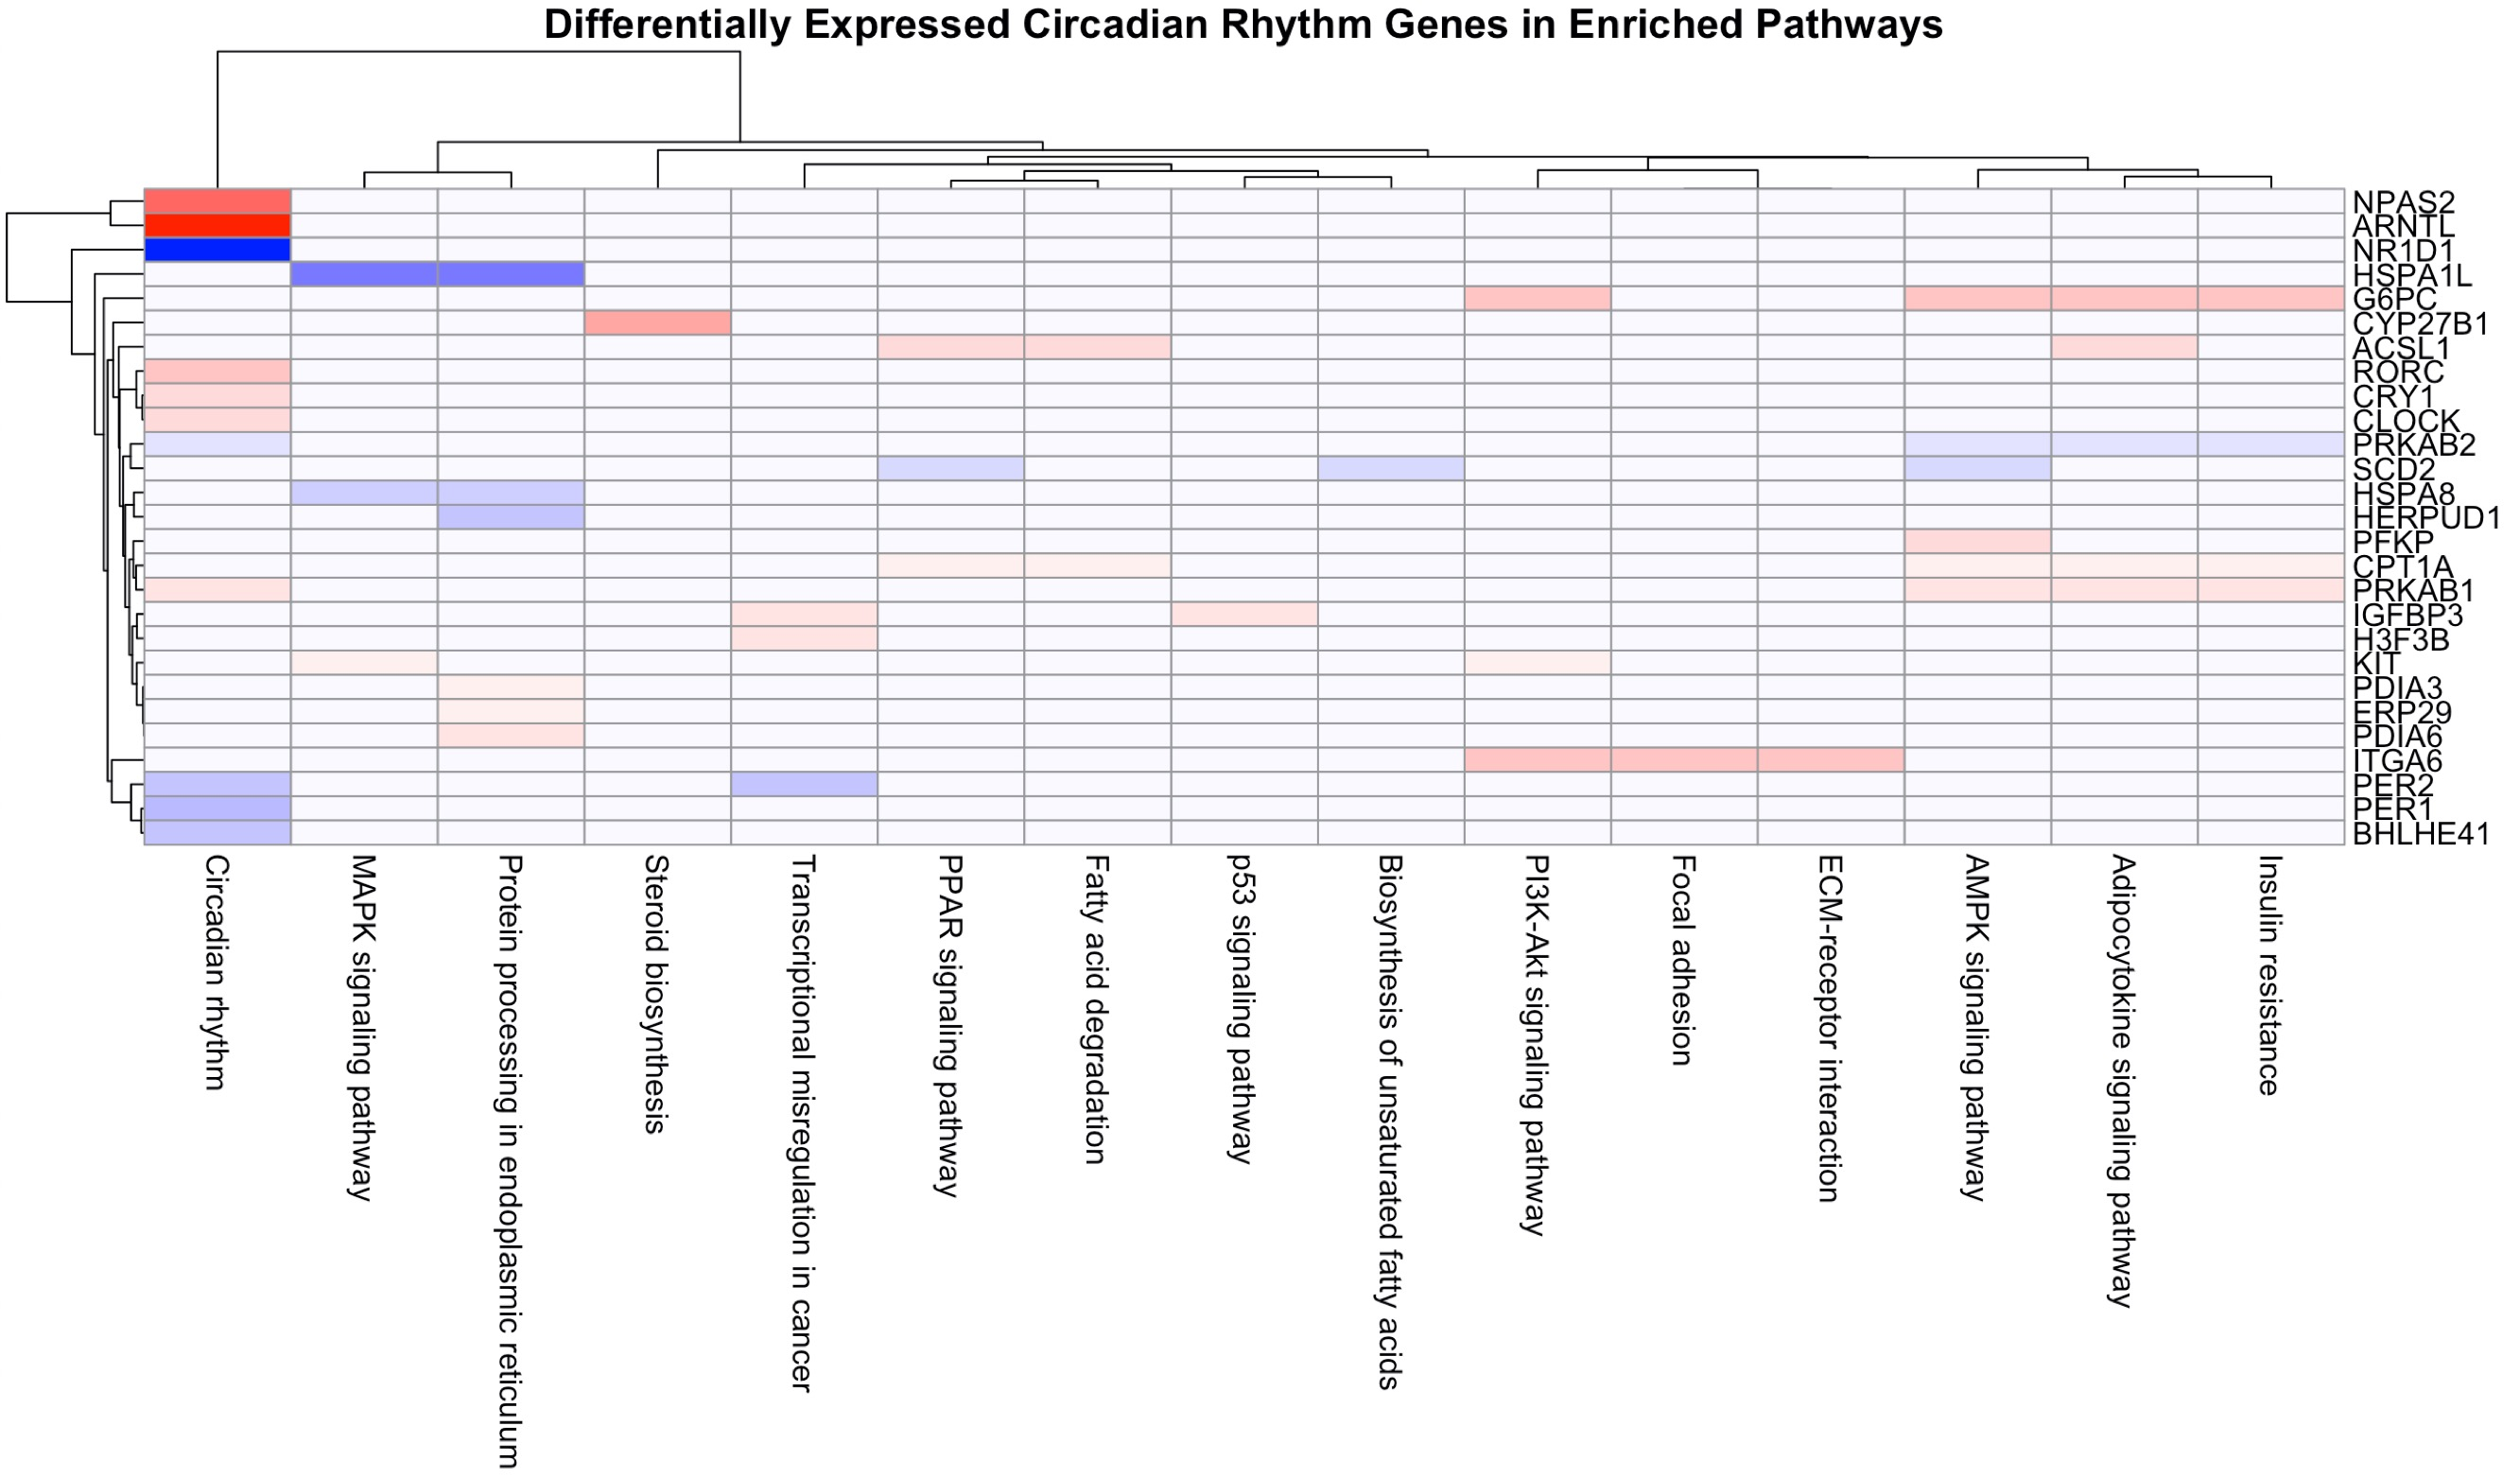 Differentially Expressed Circadian Rhythm Genes in Enriched Pathways
NPAS2
ARNTL
NR1D1
HSPA1L
G6PC
CYP27B1
ACSL1
RORC
CRY1
CLOCK
PRKAB2
SCD2
HSPA8
HERPUD1
PFKP
CPT1A
PRKAB1
IGFBP3
H3F3B
KIT
PDIA3
ERP29
PDIA6
ITGA6
PER2
PER1
BHLHE41
Circadian rhythm
MAPK signaling pathway
Protein processing in endoplasmic reticulum
Steroid biosynthesis
Transcriptional misregulation in cancer
PPAR signaling pathway
Fatty acid degradation
p53 signaling pathway
Biosynthesis of unsaturated fatty acids
PI3K-Akt signaling pathway
Focal adhesion
ECM-receptor interaction
AMPK signaling pathway
Adipocytokine signaling pathway
Insulin resistance